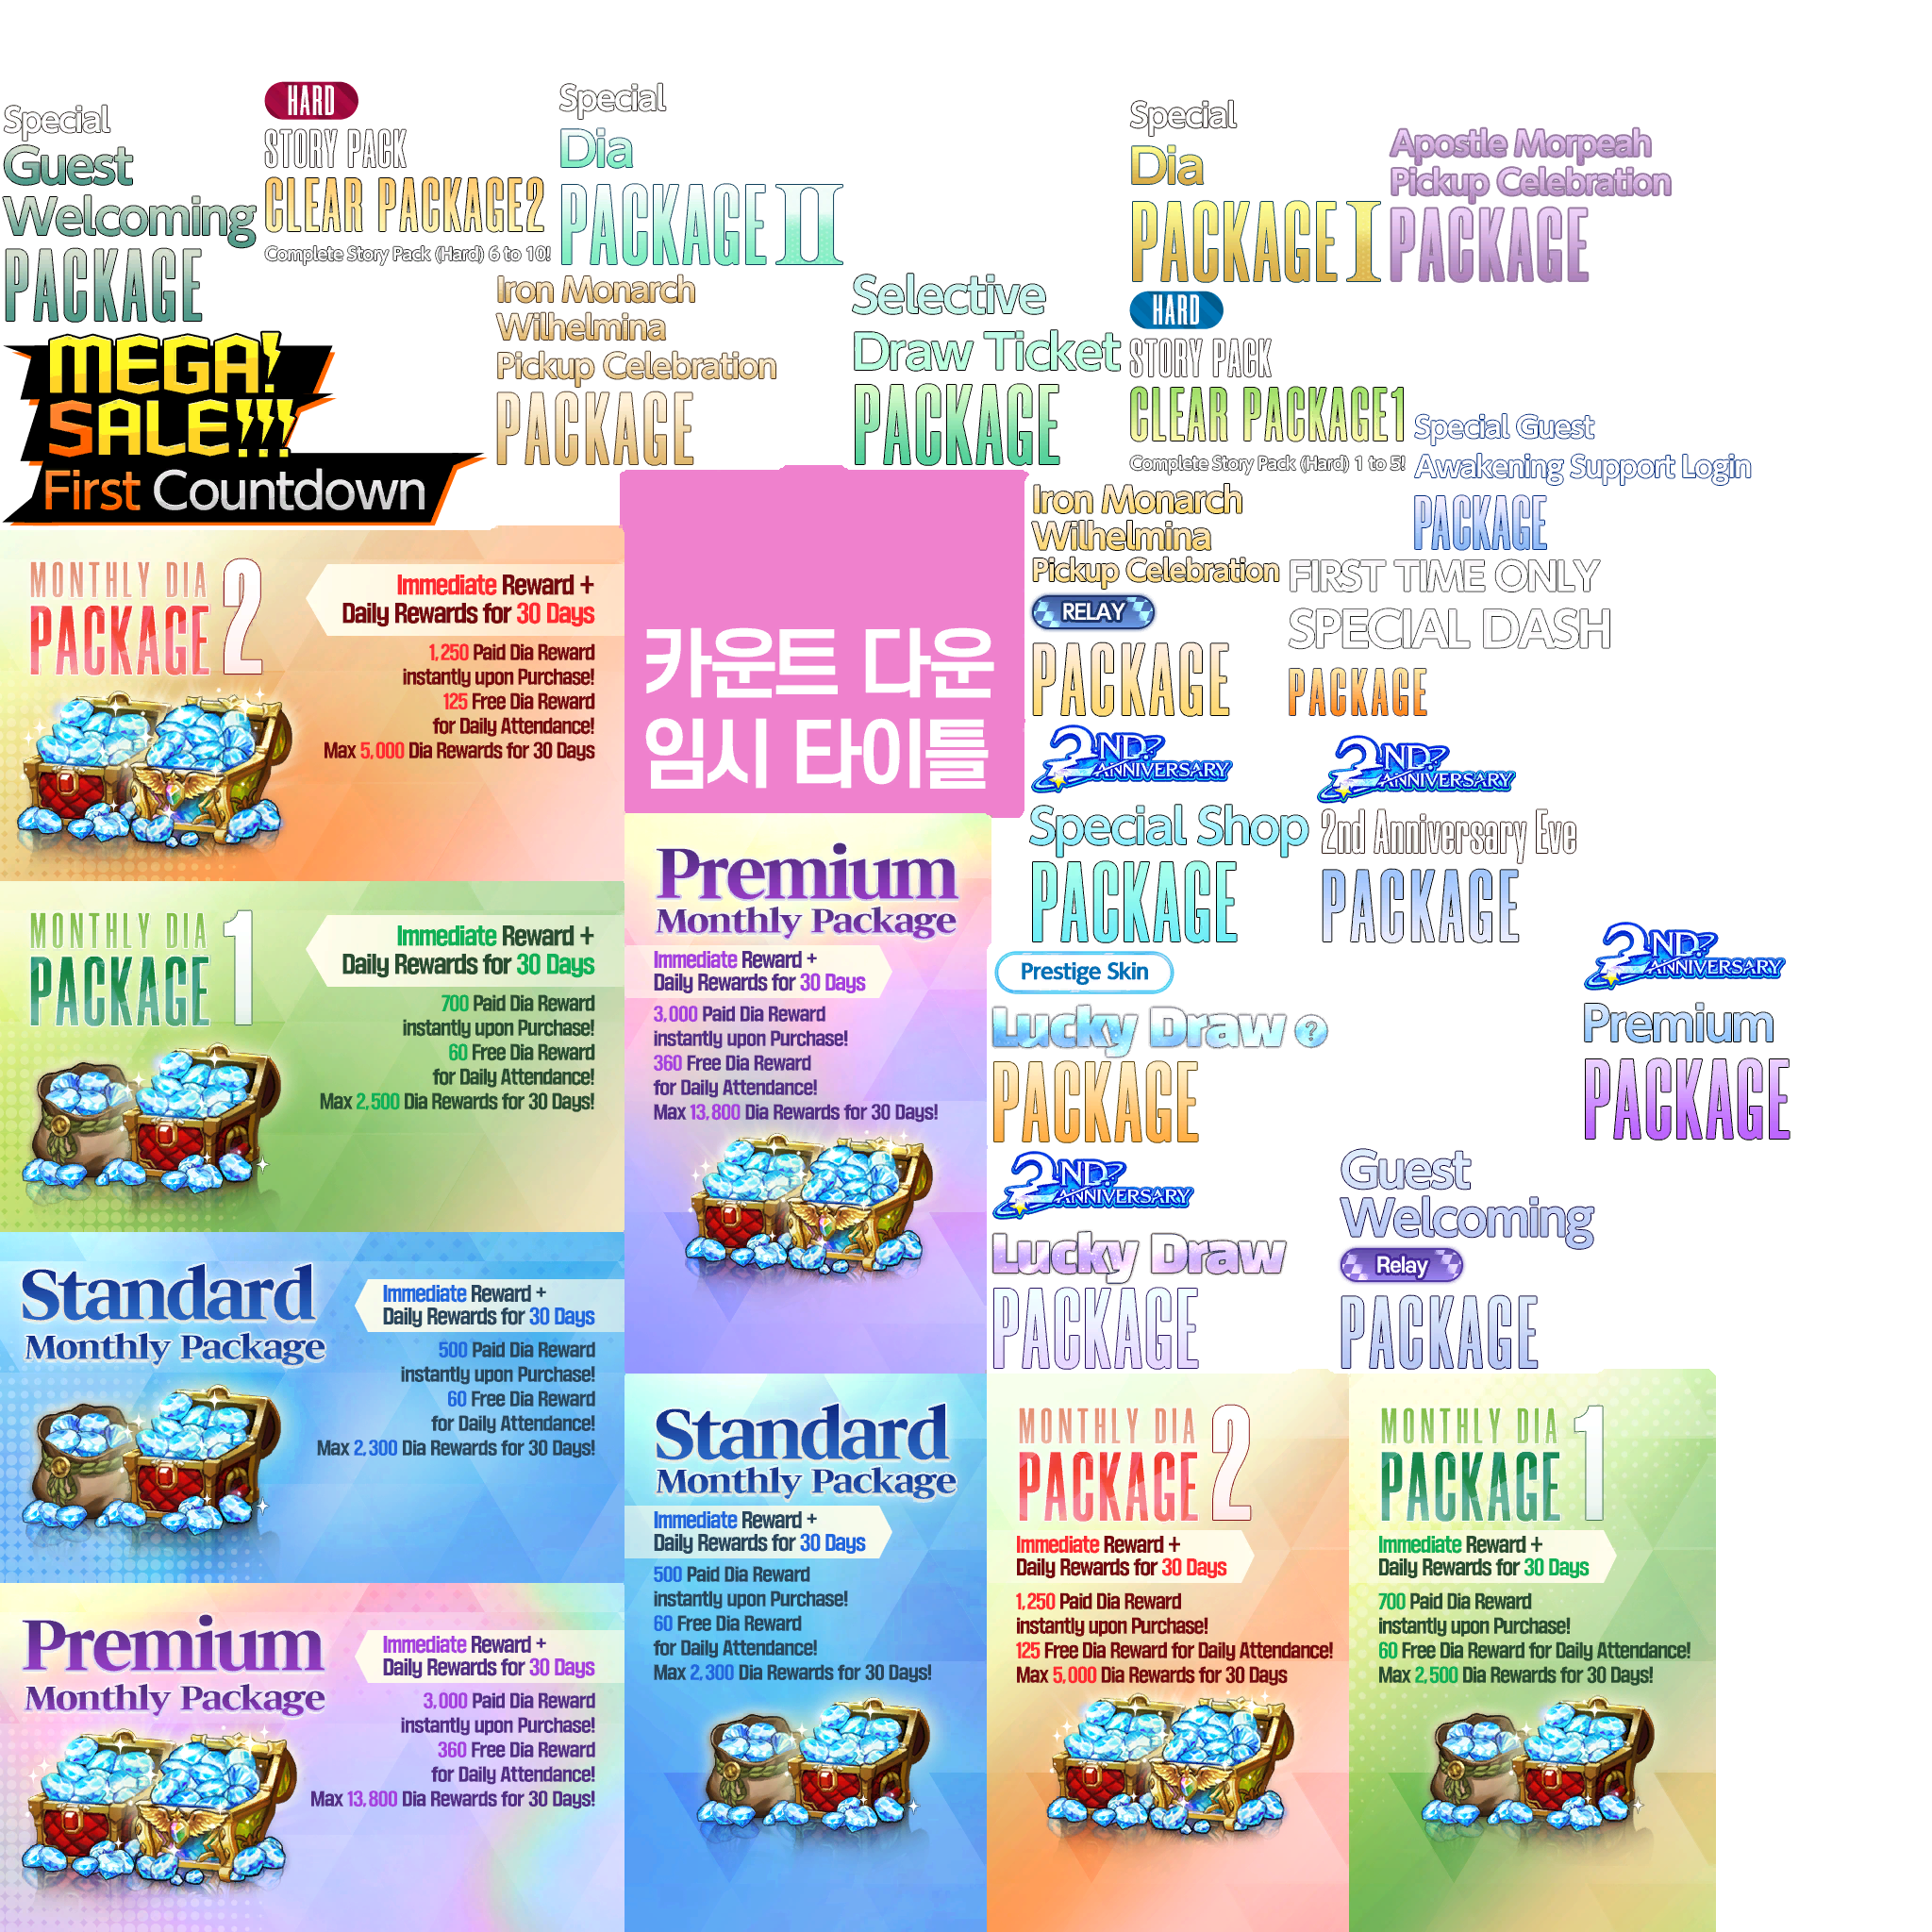 Special
Guest
Welcoming
PACKAGE
HARD
STORY PACK
CLEAR PACKAGE2
Complete Story Pack (Hard) 6 to 10!
Special
Dia
PACKAGE II
Special
Dia
PACKAGE I
Apostle Morpeah
Pickup Celebration
PACKAGE
MEGA!
SALE!!!
First Countdown
Iron Monarch
Wilhelmina
Pickup Celebration
PACKAGE
Selective
Draw Ticket
PACKAGE
HARD
STORY PACK
CLEAR PACKAGE1
Complete Story Pack (Hard) 1 to 5!
Special Guest
Awakening Support Login
PACKAGE
MONTHLY DIA
PACKAGE 2
Immediate Reward +
Daily Rewards for 30 Days
1,250 Paid Dia Reward
instantly upon Purchase!
125 Free Dia Reward
for Daily Attendance!
Max 5,000 Dia Rewards for 30 Days
카운트 다운
임시 타이틀
Iron Monarch
Wilhelmina
Pickup Celebration
RELAY
PACKAGE
FIRST TIME ONLY
SPECIAL DASH
PACKAGE
2ND?
ANNIVERSARY
Special Shop
PACKAGE
2ND?
ANNIVERSARY
2nd Anniversary Eve
PACKAGE
MONTHLY DIA
PACKAGE 1
Immediate Reward +
Daily Rewards for 30 Days
700 Paid Dia Reward
instantly upon Purchase!
60 Free Dia Reward
for Daily Attendance!
Max 2,500 Dia Rewards for 30 Days!
Premium
Monthly Package
Immediate Reward +
Daily Rewards for 30 Days
3,000 Paid Dia Reward
instantly upon Purchase!
360 Free Dia Reward
for Daily Attendance!
Max 13,800 Dia Rewards for 30 Days!
Prestige Skin
Lucky Draw ?
PACKAGE
2ND?
ANNIVERSARY
Premium
PACKAGE
2ND?
ANNIVERSARY
Lucky Draw
PACKAGE
Guest
Welcoming
Relay
PACKAGE
Standard
Monthly Package
Immediate Reward +
Daily Rewards for 30 Days
500 Paid Dia Reward
instantly upon Purchase!
60 Free Dia Reward
for Daily Attendance!
Max 2,300 Dia Rewards for 30 Days!
Standard
Monthly Package
Immediate Reward +
Daily Rewards for 30 Days
500 Paid Dia Reward
instantly upon Purchase!
60 Free Dia Reward
for Daily Attendance!
Max 2,300 Dia Rewards for 30 Days!
MONTHLY DIA
PACKAGE 2
Immediate Reward +
Daily Rewards for 30 Days
1,250 Paid Dia Reward
instantly upon Purchase!
125 Free Dia Reward for Daily Attendance!
Max 5,000 Dia Rewards for 30 Days
MONTHLY DIA
PACKAGE 1
Immediate Reward +
Daily Rewards for 30 Days
700 Paid Dia Reward
instantly upon Purchase!
60 Free Dia Reward for Daily Attendance!
Max 2,500 Dia Rewards for 30 Days!
Premium
Monthly Package
Immediate Reward +
Daily Rewards for 30 Days
3,000 Paid Dia Reward
instantly upon Purchase!
360 Free Dia Reward
for Daily Attendance!
Max 13,800 Dia Rewards for 30 Days!